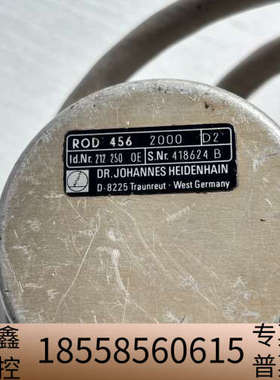 ROD 456 2000 D2
Id.Nr. 212 250 OE S.Nr. 418624 B
DR. JOHANNES HEIDENHAIN
D-8225 Traunreut · West Germany
鑫 18558560615 专
控 普